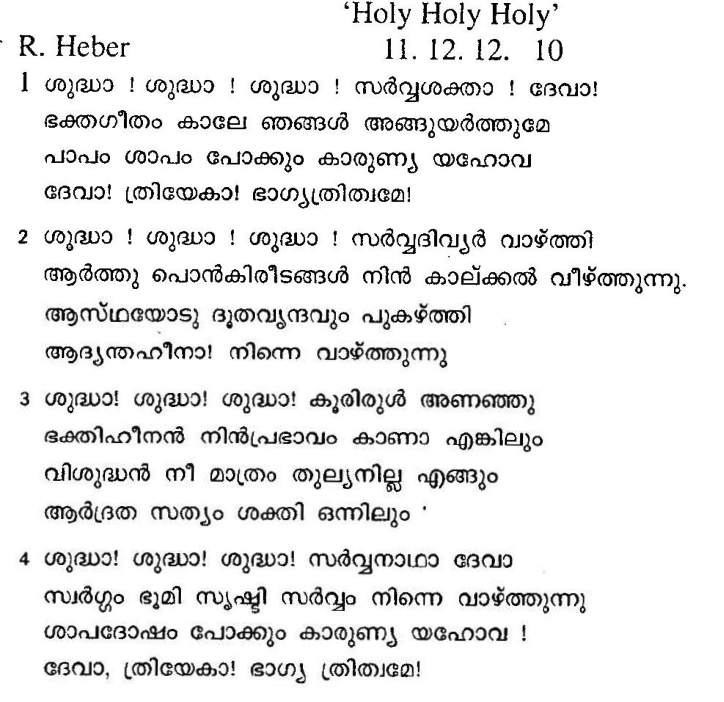 ‘Holy Holy Holy’
R. Heber 11. 12. 12. 10
1 ശുദ്ധാ ! ശുദ്ധാ ! ശുദ്ധാ ! സർവ്വശക്താ ! ദേവാ!
ഭക്തഗീതം കാലേ ഞങ്ങൾ അങ്ങുയർത്തുമേ
പാപം ശാപം പോക്കും കാരുണ്യ യഹോവ
ദേവാ! ത്രിയേകാ! ഭാഗ്യത്രിത്വമേ!
2 ശൂദ്ധാ ! ശുദ്ധാ ! ശുദ്ധാ ! സർവ്വദിവ്യർ വാഴ്ത്തി
ആർത്തു പൊൻകിരീടങ്ങൾ നിൻ കാല്ക്കൽ വീഴ്ത്തുന്നു.
ആസ്ഥയോടു ദൂതവൃന്ദവും പുകഴ്ത്തി
ആദ്യന്തഹീനാ! നിന്നെ വാഴ്ത്തുന്നു
3 ശുദ്ധാ! ശുദ്ധാ! ശുദ്ധാ! കൂരിരുൾ അണഞ്ഞു
ഭക്തിഹീനൻ നിൻപ്രഭാവം കാണാ എങ്കിലും
വിശുദ്ധൻ നീ മാത്രം തുല്യനില്ല എങ്ങും
ആർദ്രത സത്യം ശക്തി ഒന്നിലും
4 ശുദ്ധാ! ശുദ്ധാ! ശുദ്ധാ! സർവ്വനാഥാ ദേവാ
സ്വർഗ്ഗം ഭൂമി സൃഷ്ടി സർവ്വം നിന്നെ വാഴ്ത്തുന്നു
ശാപദോഷം പോക്കും കാരുണ്യ യഹോവ !
ദേവാ, ത്രിയേകാ! ഭാഗ്യ ത്രിത്വമേ!